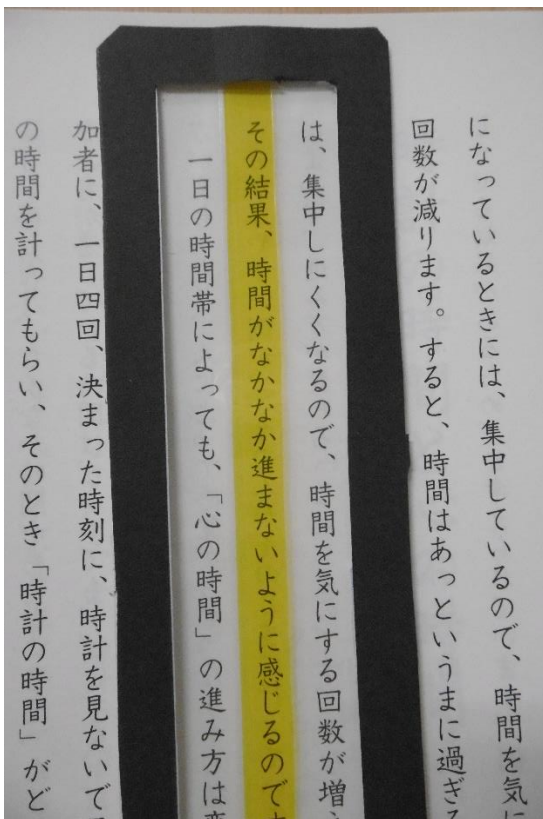 になっているときには、集中しているので、時間を気に
回数が減ります。すると、時間はあっというまに過ぎ
は、集中しにくくなるので、時間を気にする回数が増
その結果、時間がなかなか進まないように感じるので
一日の時間帯によっても、「心の時間」の進み方は
加者に、一日四回、決まった時刻に、時計を見ないで
の時間を計ってもらい、そのとき「時計の時間」がど